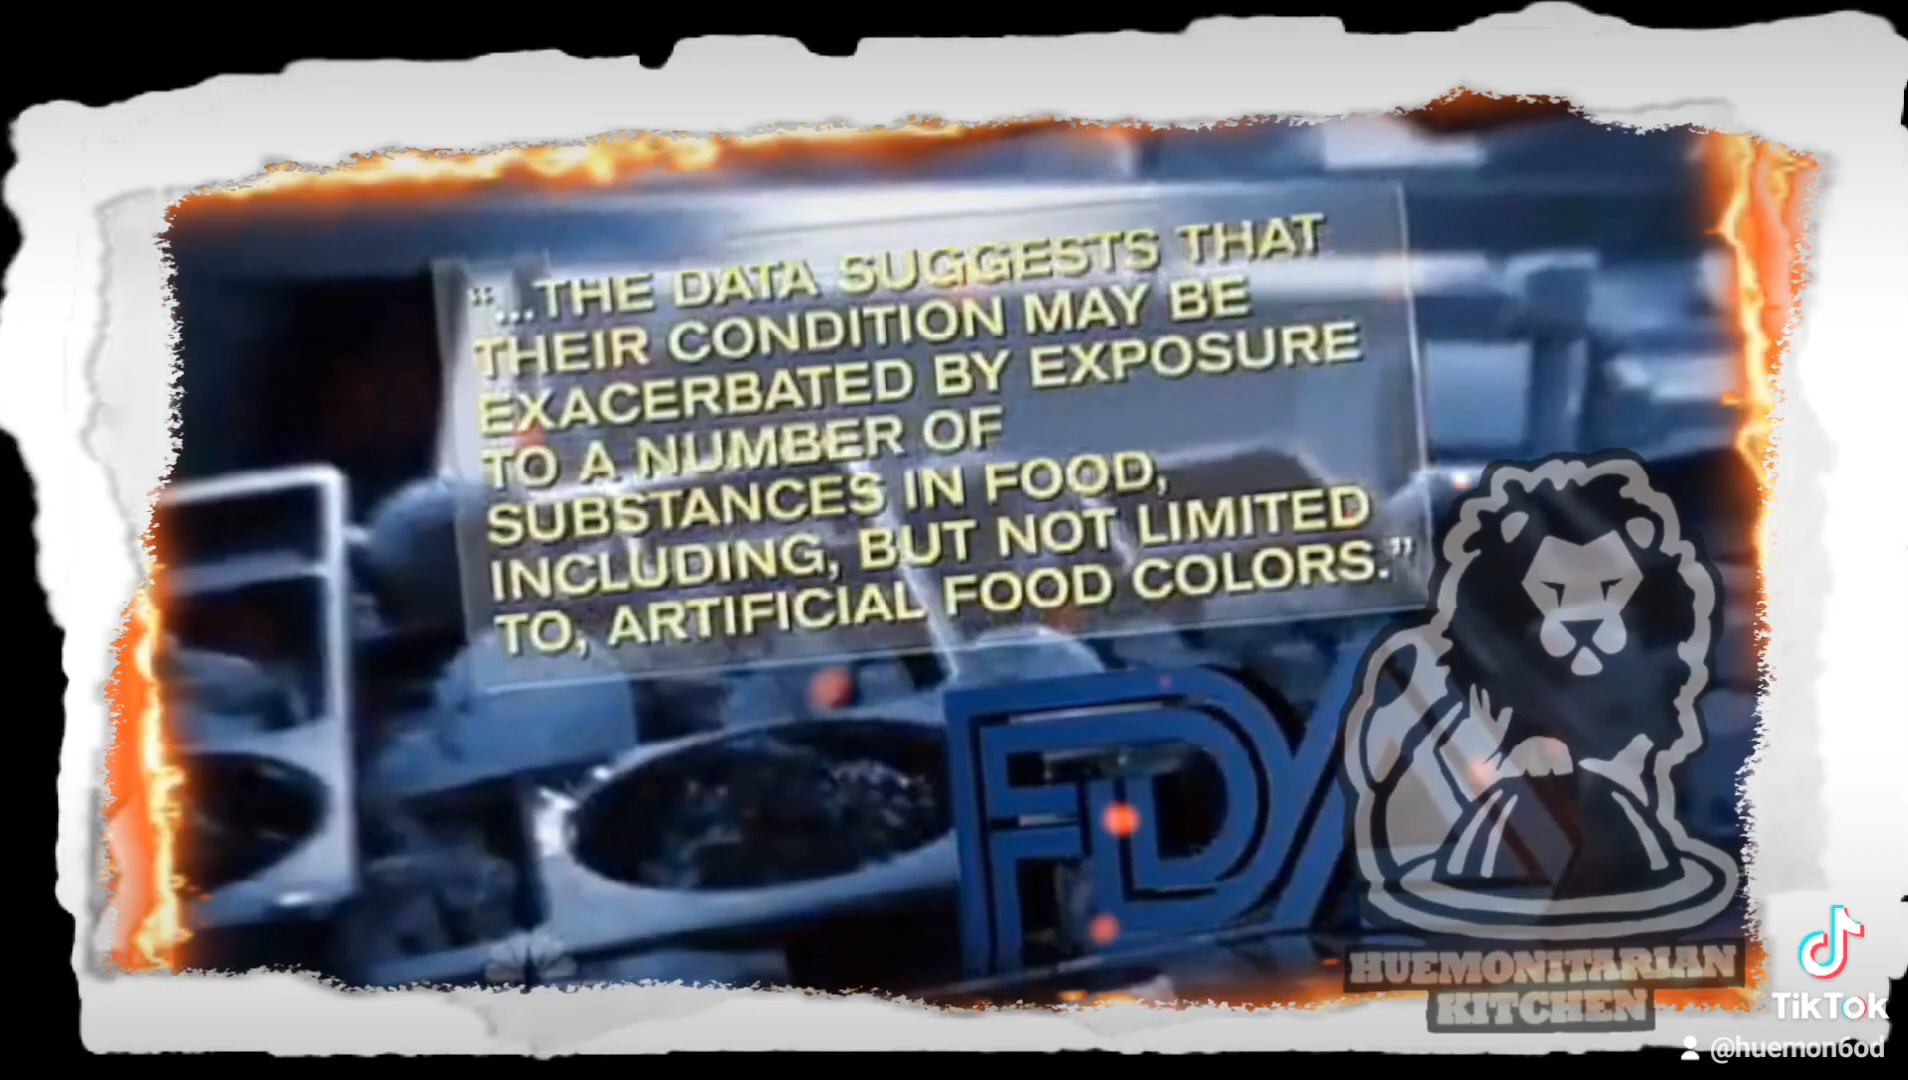 “...THE DATA SUGGESTS THAT
THEIR CONDITION MAY BE
EXACERBATED BY EXPOSURE
TO A NUMBER OF
SUBSTANCES IN FOOD,
INCLUDING, BUT NOT LIMITED
TO, ARTIFICIAL FOOD COLORS.”
FDA
HUEMONITARIAN
KITCHEN
TikTok
@huemon6od